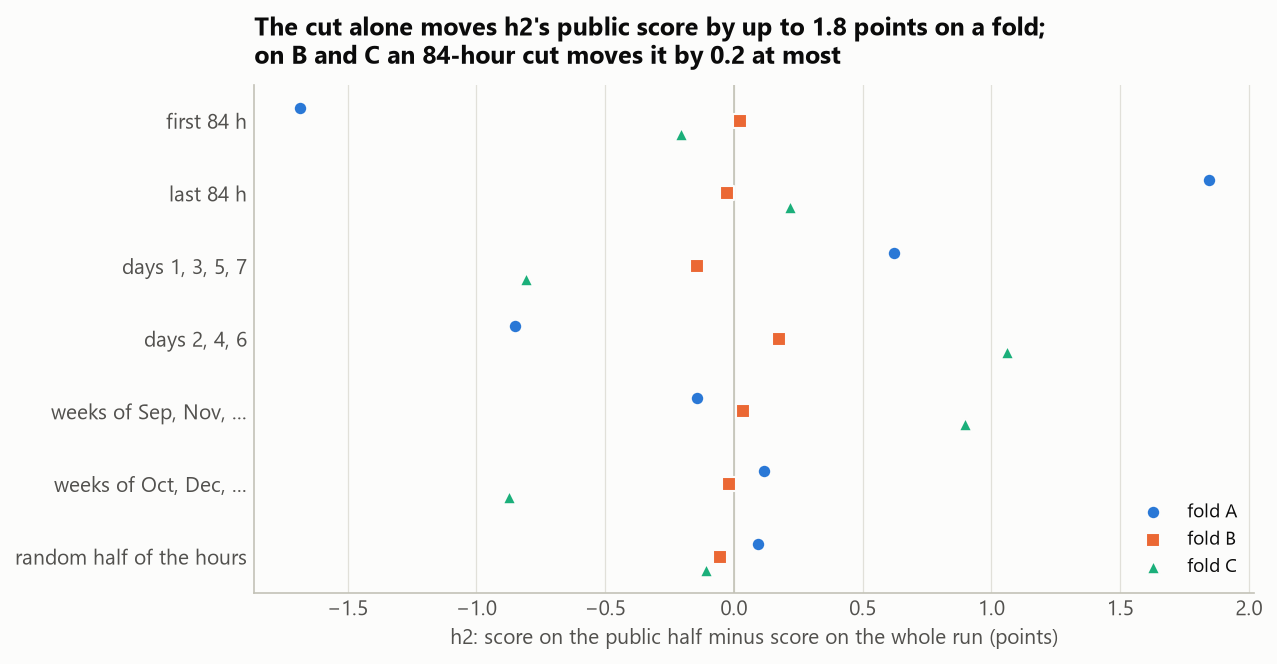 The cut alone moves h2's public score by up to 1.8 points on a fold;
on B and C an 84-hour cut moves it by 0.2 at most
first 84 h
last 84 h
days 1, 3, 5, 7
days 2, 4, 6
weeks of Sep, Nov, ...
weeks of Oct, Dec, ...
random half of the hours
fold A
fold B
fold C
−1.5 −1.0 −0.5 0.0 0.5 1.0 1.5 2.0
h2: score on the public half minus score on the whole run (points)